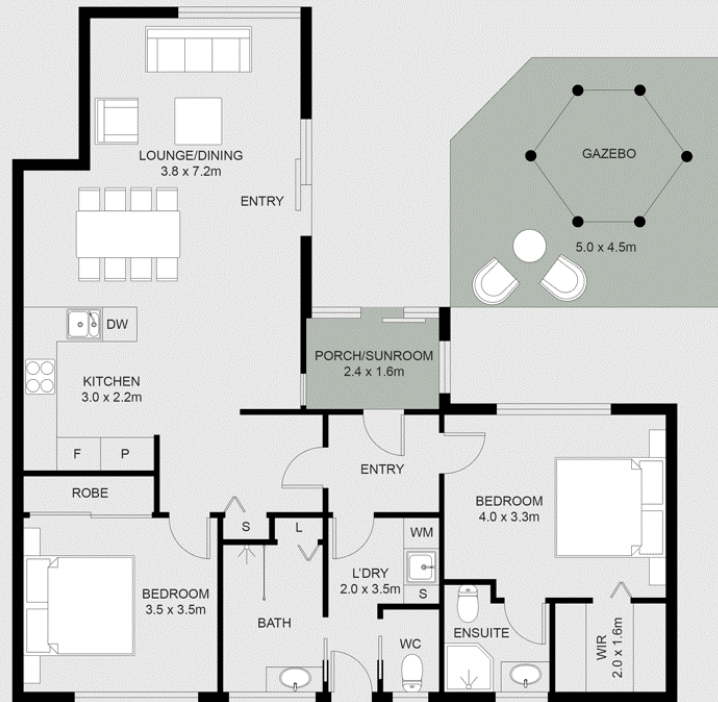 LOUNGE/DINING
3.8 x 7.2m
ENTRY
GAZEBO
5.0 x 4.5m
DW
KITCHEN
3.0 x 2.2m
F
P
PORCH/SUNROOM
2.4 x 1.6m
ENTRY
ROBE
S
L
WM
L'DRY
2.0 x 3.5m
S
BEDROOM
4.0 x 3.3m
BEDROOM
3.5 x 3.5m
BATH
WC
ENSUITE
WIR
2.0 x 1.6m